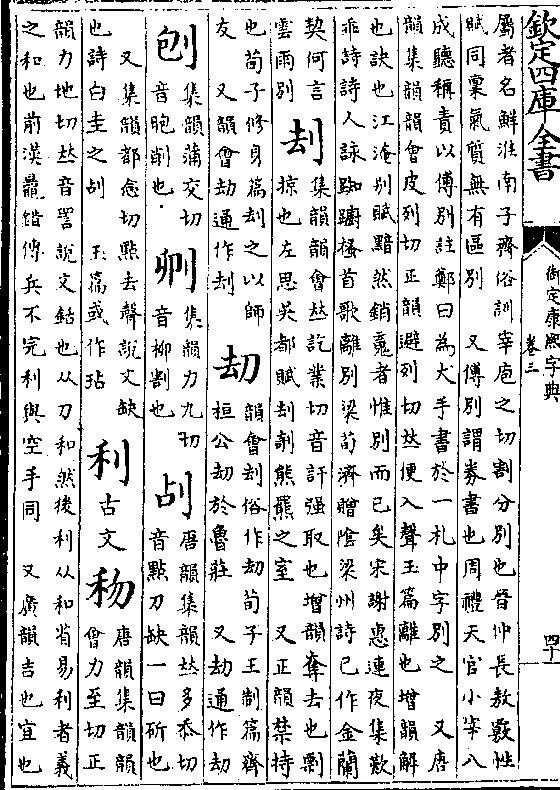 欽定四庫全書
御定康熙字典
卷三
四十
屬者名鮮淮南子齊俗訓宰庖之切割分別也晉仲長敖覈性
賦同稟氣質無有區別 又傅別謂券書也周禮天官小宰八
成聽稱責以傅別註鄭曰為大手書於一札中字別之 又唐
韻集韻韻會皮列切正韻避列切𠀤便入聲玉篇離也增韻解
也訣也江淹別賦黯然銷魂者惟別而已矣宋謝惠連夜集歎
乖詩詩人詠踟躕搔首歌離別梁荀濟贈陰梁州詩已作金蘭
契何言
雲雨別
刦
集韻韻會𠀤訖業切音訐强取也增韻奪去也剽
掠也左思吳都賦刦剞熊羆之室 又正韻禁持
也荀子修身篇刦之以師
友 又韻會劫通作刦
刧
韻會刦俗作刧荀子王制篇齊
桓公刧於魯莊 又刧通作劫
刨
集韻蒲交切
音胞削也
𠛓
集韻力九切
音柳割也
㓠
唐韻集韻𠀤多忝切
音點刀缺一曰斫也
又集韻都念切點去聲說文缺
也詩白圭之㓠 玉篇或作玷
利
古文
𥝢
唐韻集韻韻
會力至切正
韻力地切𠀤音詈說文銛也从刀和然後利从和省易利者義
之和也前漢鼂錯傳兵不完利與空手同 又廣韻吉也宜也